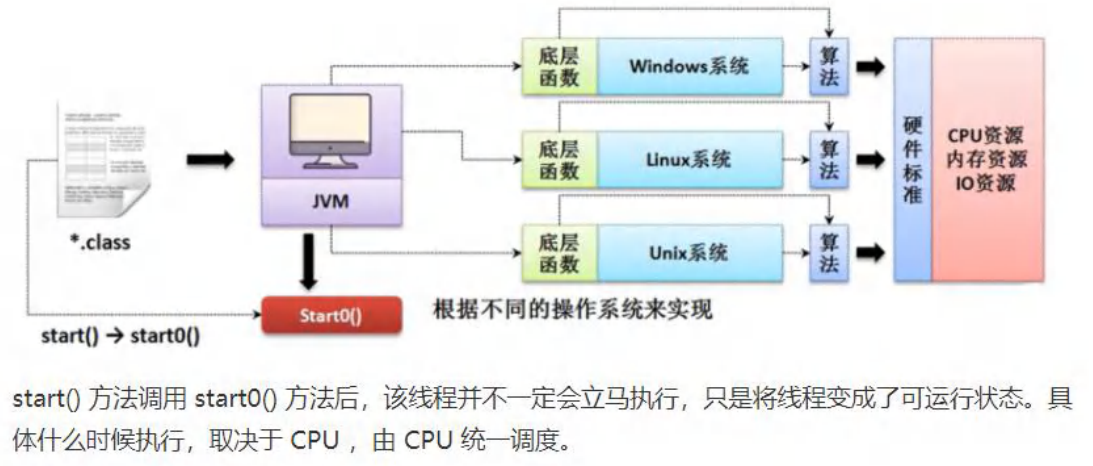 底层
函数
Windows系统
算
法
底层
函数
Linux系统
算
法
底层
函数
Unix系统
算
法
硬
件
标
准
CPU资源
内存资源
IO资源
JVM
*.class
Start0()
根据不同的操作系统来实现
start() → start0()
start() 方法调用 start0() 方法后，该线程并不一定会立马执行，只是将线程变成了可运行状态。具
体什么时候执行，取决于 CPU ，由 CPU 统一调度。